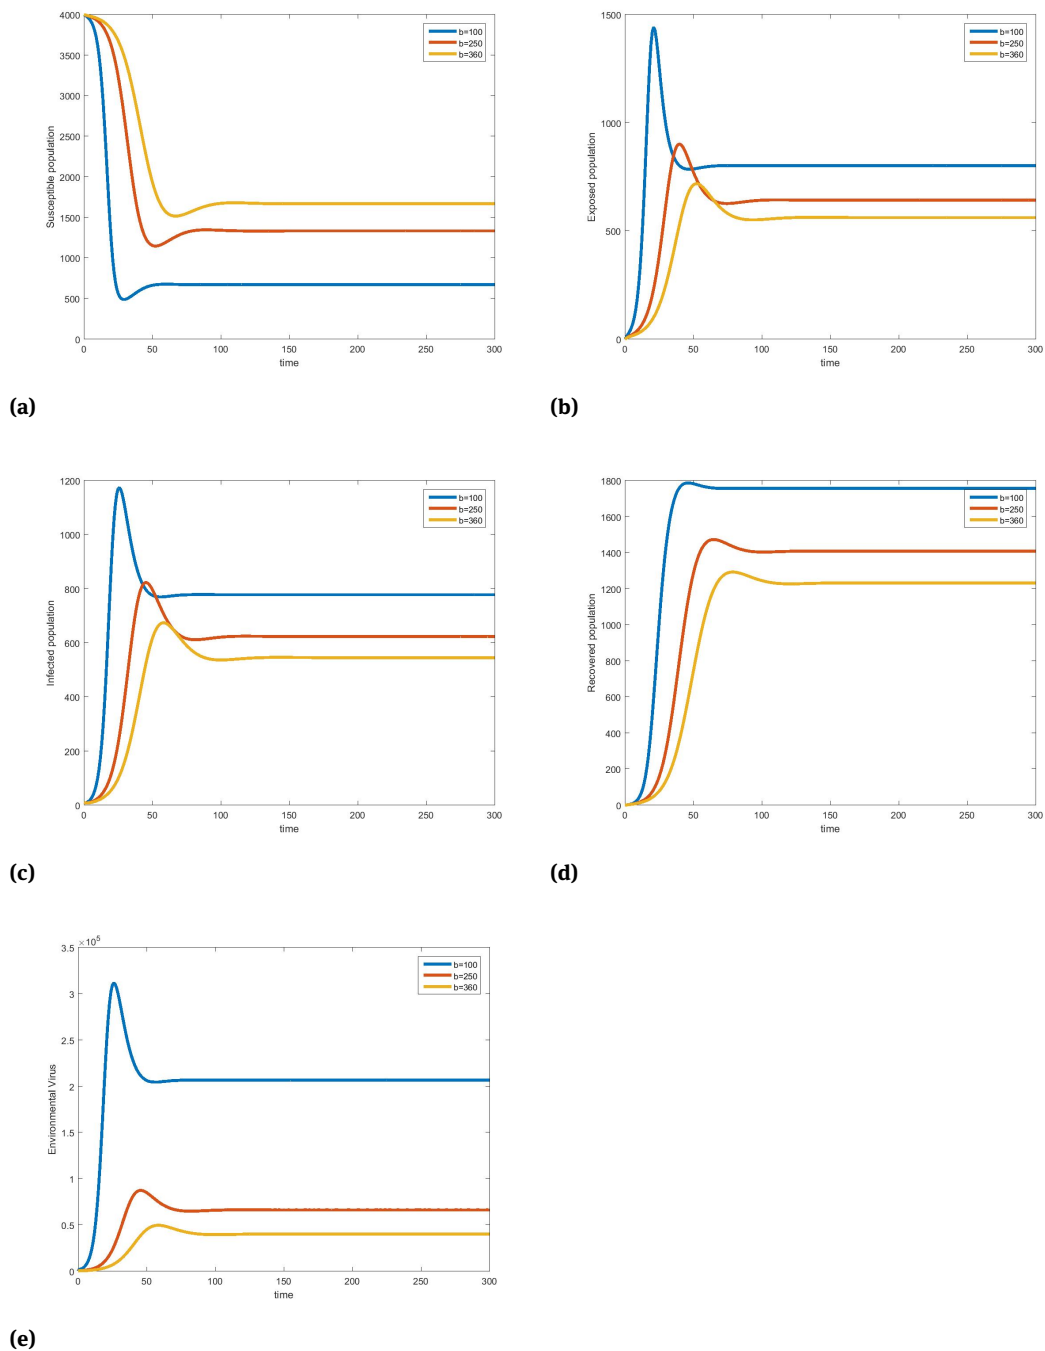 4000
3500
3000
2500
2000
1500
1000
500
0
Susceptible population
0 50 100 150 200 250 300
time
b=100
b=250
b=360
(a)
1500
1000
500
0
Exposed population
0 50 100 150 200 250 300
time
b=100
b=250
b=360
(b)
1200
1000
800
600
400
200
0
Infected population
0 50 100 150 200 250 300
time
b=100
b=250
b=360
(c)
1800
1600
1400
1200
1000
800
600
400
200
0
Recovered population
0 50 100 150 200 250 300
time
b=100
b=250
b=360
(d)
×10^5
3.5
3
2.5
2
1.5
1
0.5
0
Environmental Virus
0 50 100 150 200 250 300
time
b=100
b=250
b=360
(e)